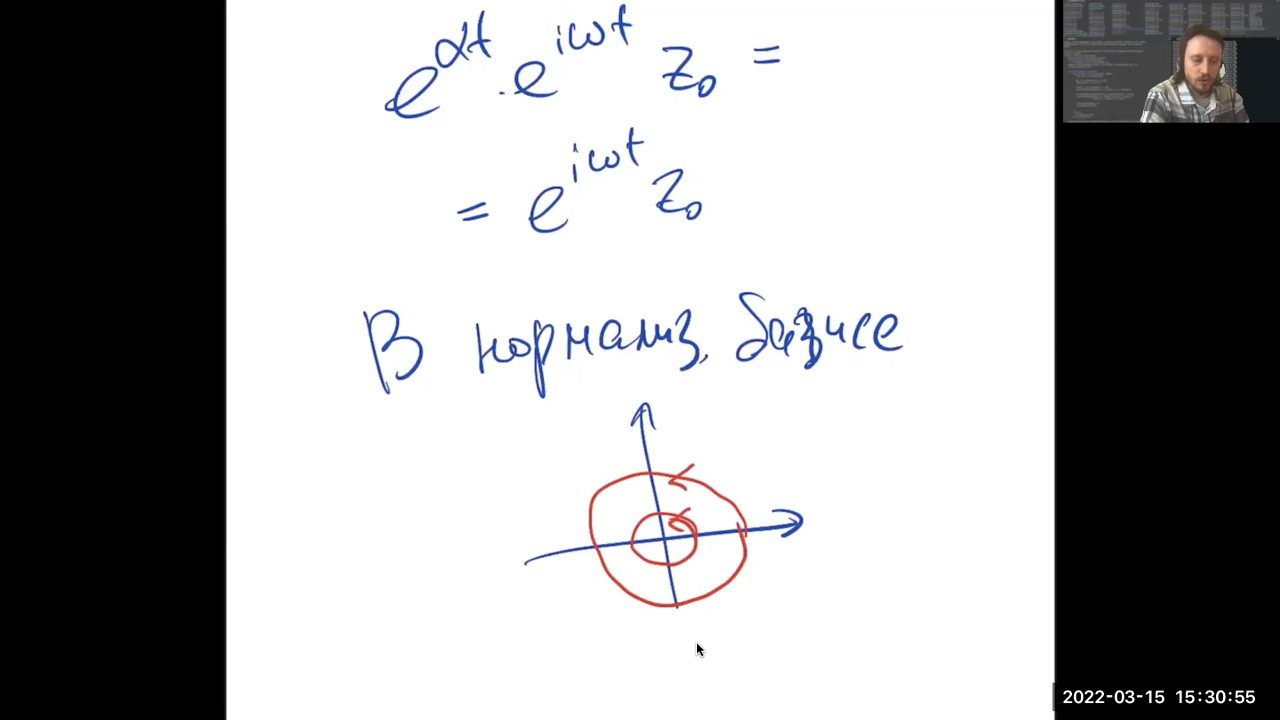 e^{αt} · e^{iωt} z₀ =
= e^{iωt} z₀
В нормализ. базисе
2022-03-15 15:30:55